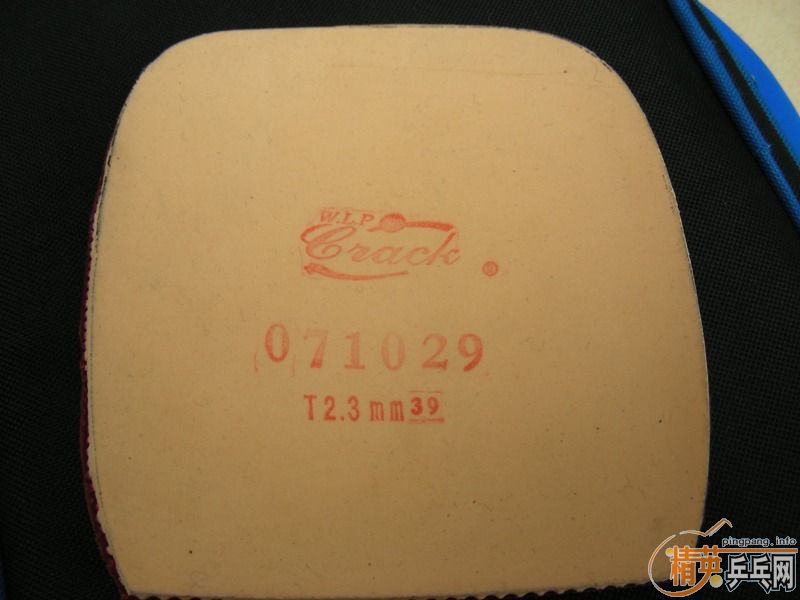 W.L.P
Crack ®
071029
T2.3mm 39
pingpang.info
精英乒乓网